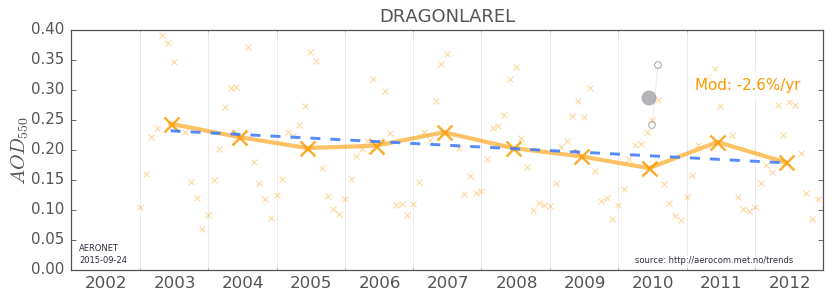 DRAGONLAREL
0.40
0.35
0.30
0.25
0.20
0.15
0.10
0.05
0.00
AOD550
Mod: -2.6%/yr
AERONET
2015-09-24
source: http://aerocom.met.no/trends
2002 2003 2004 2005 2006 2007 2008 2009 2010 2011 2012